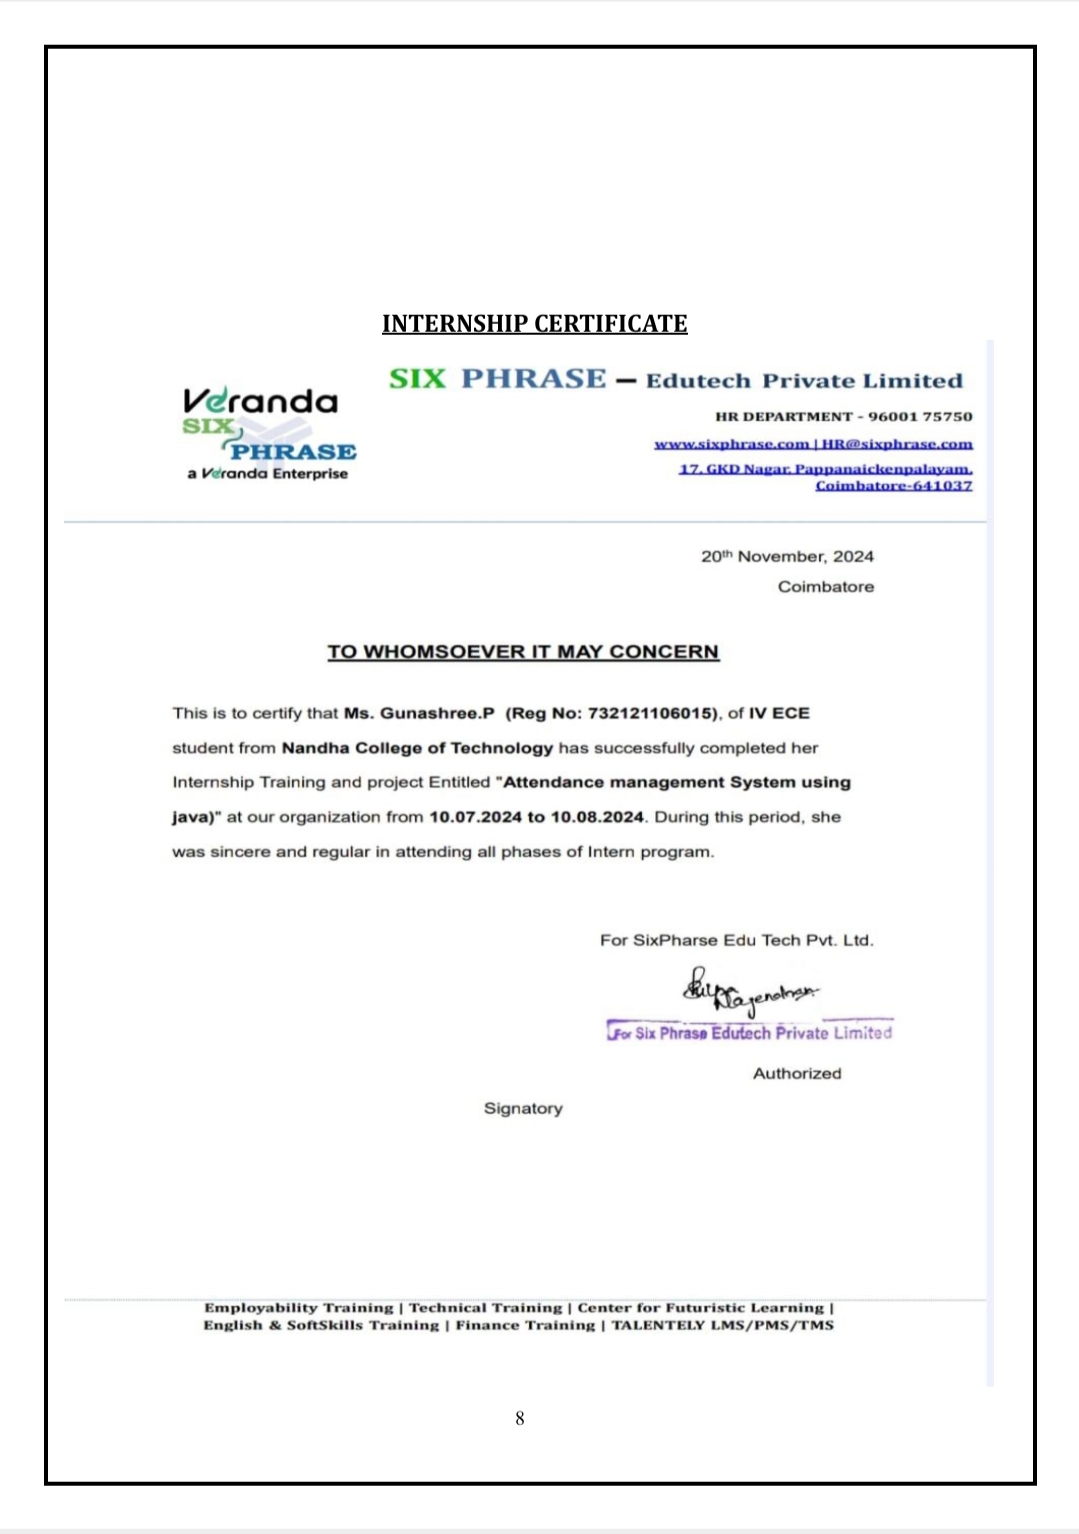 INTERNSHIP CERTIFICATE
Veranda
SIX
PHRASE
a Veranda Enterprise
SIX PHRASE – Edutech Private Limited
HR DEPARTMENT - 96001 75750
www.sixphrase.com | HR@sixphrase.com
17, GKD Nagar, Pappanaickenpalayam,
Coimbatore-641037
20th November, 2024
Coimbatore
TO WHOMSOEVER IT MAY CONCERN
This is to certify that Ms. Gunashree.P (Reg No: 732121106015), of IV ECE
student from Nandha College of Technology has successfully completed her
Internship Training and project Entitled "Attendance management System using
java)" at our organization from 10.07.2024 to 10.08.2024. During this period, she
was sincere and regular in attending all phases of Intern program.
For SixPharse Edu Tech Pvt. Ltd.
For Six Phrase Edutech Private Limited
Authorized
Signatory
Employability Training | Technical Training | Center for Futuristic Learning |
English & SoftSkills Training | Finance Training | TALENTELY LMS/PMS/TMS
8